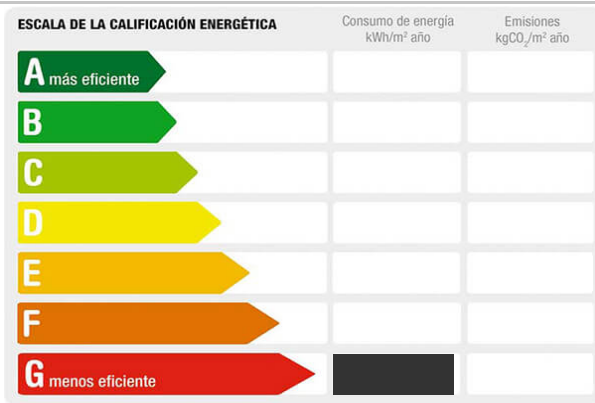 ESCALA DE LA CALIFICACIÓN ENERGÉTICA
Consumo de energía
kWh/m² año
Emisiones
kgCO₂/m² año
A más eficiente
B
C
D
E
F
G menos eficiente